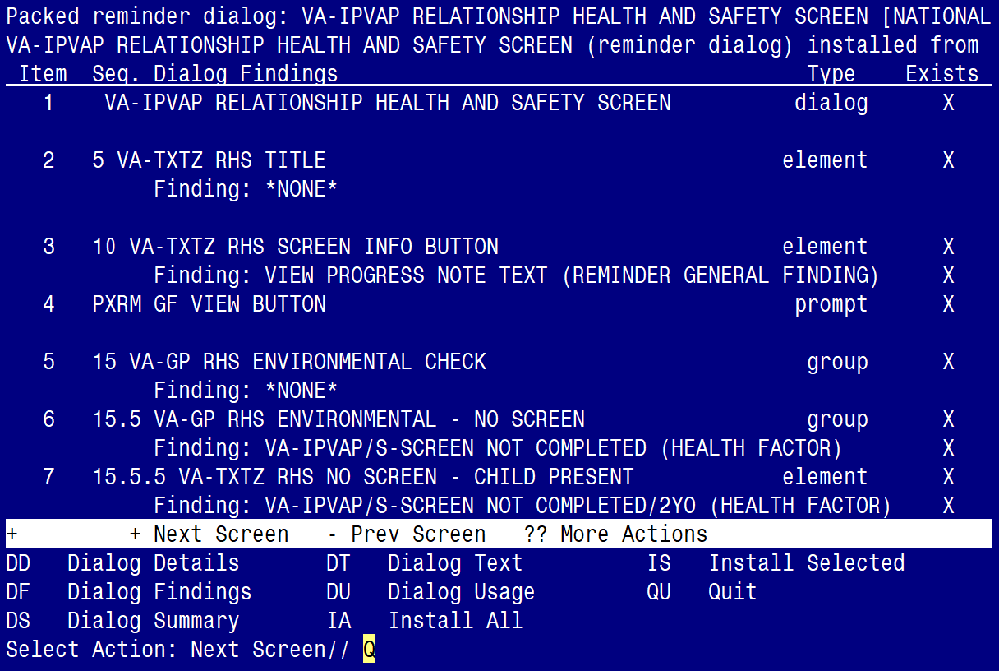 Packed reminder dialog: VA-IPVAP RELATIONSHIP HEALTH AND SAFETY SCREEN [NATIONAL
VA-IPVAP RELATIONSHIP HEALTH AND SAFETY SCREEN (reminder dialog) installed from
Item Seq. Dialog Findings Type Exists
1 VA-IPVAP RELATIONSHIP HEALTH AND SAFETY SCREEN dialog X
2 5 VA-TXTZ RHS TITLE element X
Finding: *NONE*
3 10 VA-TXTZ RHS SCREEN INFO BUTTON element X
Finding: VIEW PROGRESS NOTE TEXT (REMINDER GENERAL FINDING) X
4 PXRM GF VIEW BUTTON prompt X
5 15 VA-GP RHS ENVIRONMENTAL CHECK group X
Finding: *NONE*
6 15.5 VA-GP RHS ENVIRONMENTAL - NO SCREEN group X
Finding: VA-IPVAP/S-SCREEN NOT COMPLETED (HEALTH FACTOR) X
7 15.5.5 VA-TXTZ RHS NO SCREEN - CHILD PRESENT element X
Finding: VA-IPVAP/S-SCREEN NOT COMPLETED/2YO (HEALTH FACTOR) X
+ + Next Screen - Prev Screen ?? More Actions
DD Dialog Details DT Dialog Text IS Install Selected
DF Dialog Findings DU Dialog Usage QU Quit
DS Dialog Summary IA Install All
Select Action: Next Screen// Q